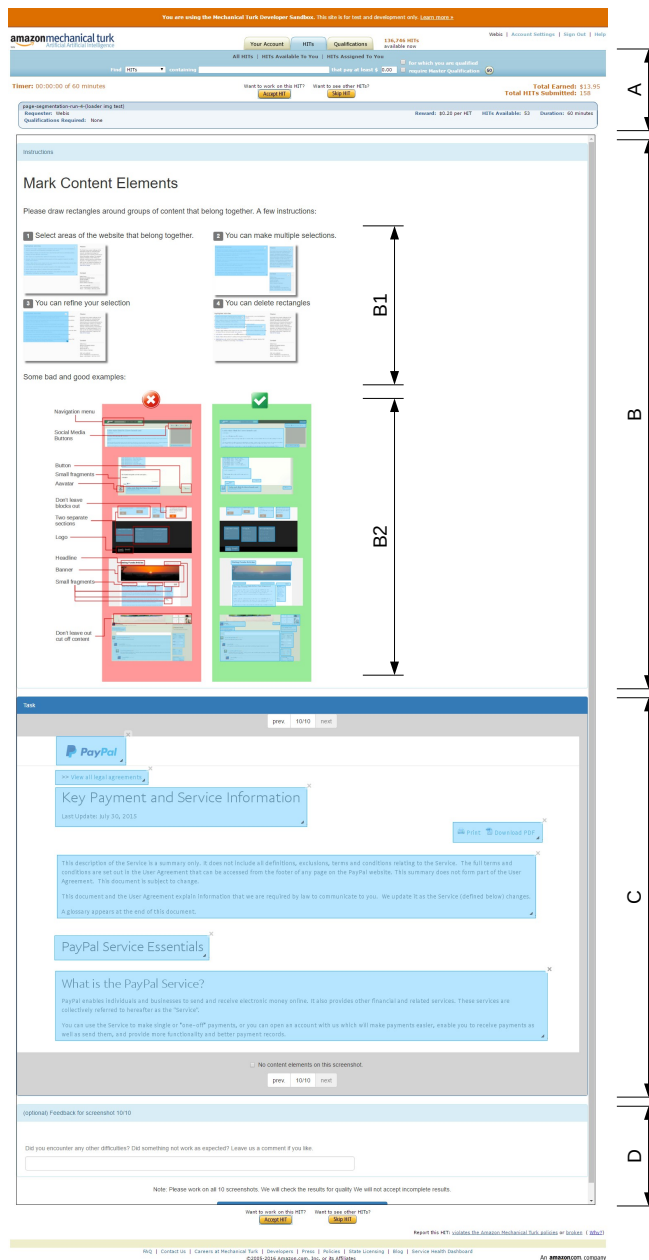 You are using the Mechanical Turk Developer Sandbox. This site is for test and development only. Learn more »
amazonmechanical turk
Artificial Artificial Intelligence
Your Account HITs Qualifications
136,746 HITs
available now
Webic | Account Settings | Sign Out | Help
All HITs | HITs Available To You | HITs Assigned To You
Find HITs containing that pay at least $ 0.00
for which you are qualified
require Master Qualification
GO
Timer: 00:00:00 of 60 minutes
Want to work on this HIT? Want to see other HITs?
Accept HIT Skip HIT
Total Earned: $13.95
Total HITs Submitted: 158
page-segmentation-run-4-(loader img test)
Requester: Webic
Reward: $0.20 per HIT HITs Available: 53 Duration: 60 minutes
Qualifications Required: None
A
Instructions
Mark Content Elements
Please draw rectangles around groups of content that belong together. A few instructions:
1 Select areas of the website that belong together.
2 You can make multiple selections.
3 You can refine your selection
4 You can delete rectangles
B1
B
Some bad and good examples:
Navigation menu
Social Media
Buttons
Button
Small fragments
Aavatar
Don't leave
blocks out
Two separate
sections
Logo
Headline
Banner
Small fragments
Don't leave out
cut off content
B2
Task
prev. 10/10 next
PayPal
>> View all legal agreements
Key Payment and Service Information
Last Update: July 30, 2015
Print Download PDF
This description of the Service is a summary only. It does not include all definitions, exclusions, terms and conditions relating to the Service. The full terms and
conditions are set out in the User Agreement that can be accessed from the footer of any page on the PayPal website. This summary does not form part of the User
Agreement. This document is subject to change.
This document and the User Agreement explain information that we are required by law to communicate to you. We update it as the Service (defined below) changes.
A glossary appears at the end of this document.
PayPal Service Essentials
What is the PayPal Service?
PayPal enables individuals and businesses to send and receive electronic money online. It also provides other financial and related services. These services are
collectively referred to hereafter as the "Service".
You can use the Service to make single or "one-off" payments, or you can open an account with us which will make payments easier, enable you to receive payments as
well as send them, and provide more functionality and better payment records.
No content elements on this screenshot
prev. 10/10 next
C
(optional) Feedback for screenshot 10/10
Did you encounter any other difficulties? Did something not work as expected? Leave us a comment if you like.
Note: Please work on all 10 screenshots. We will check the results for quality We will not accept incomplete results.
D
Want to work on this HIT? Want to see other HITs?
Accept HIT Skip HIT
Report this HIT: violates the Amazon Mechanical Turk policies or broken ( Why?)
FAQ | Contact Us | Careers at Mechanical Turk | Developers | Press | Policies | State Licensing | Blog | Service Health Dashboard
©2005-2016 Amazon.com, Inc. or its Affiliates
An amazon.com. company